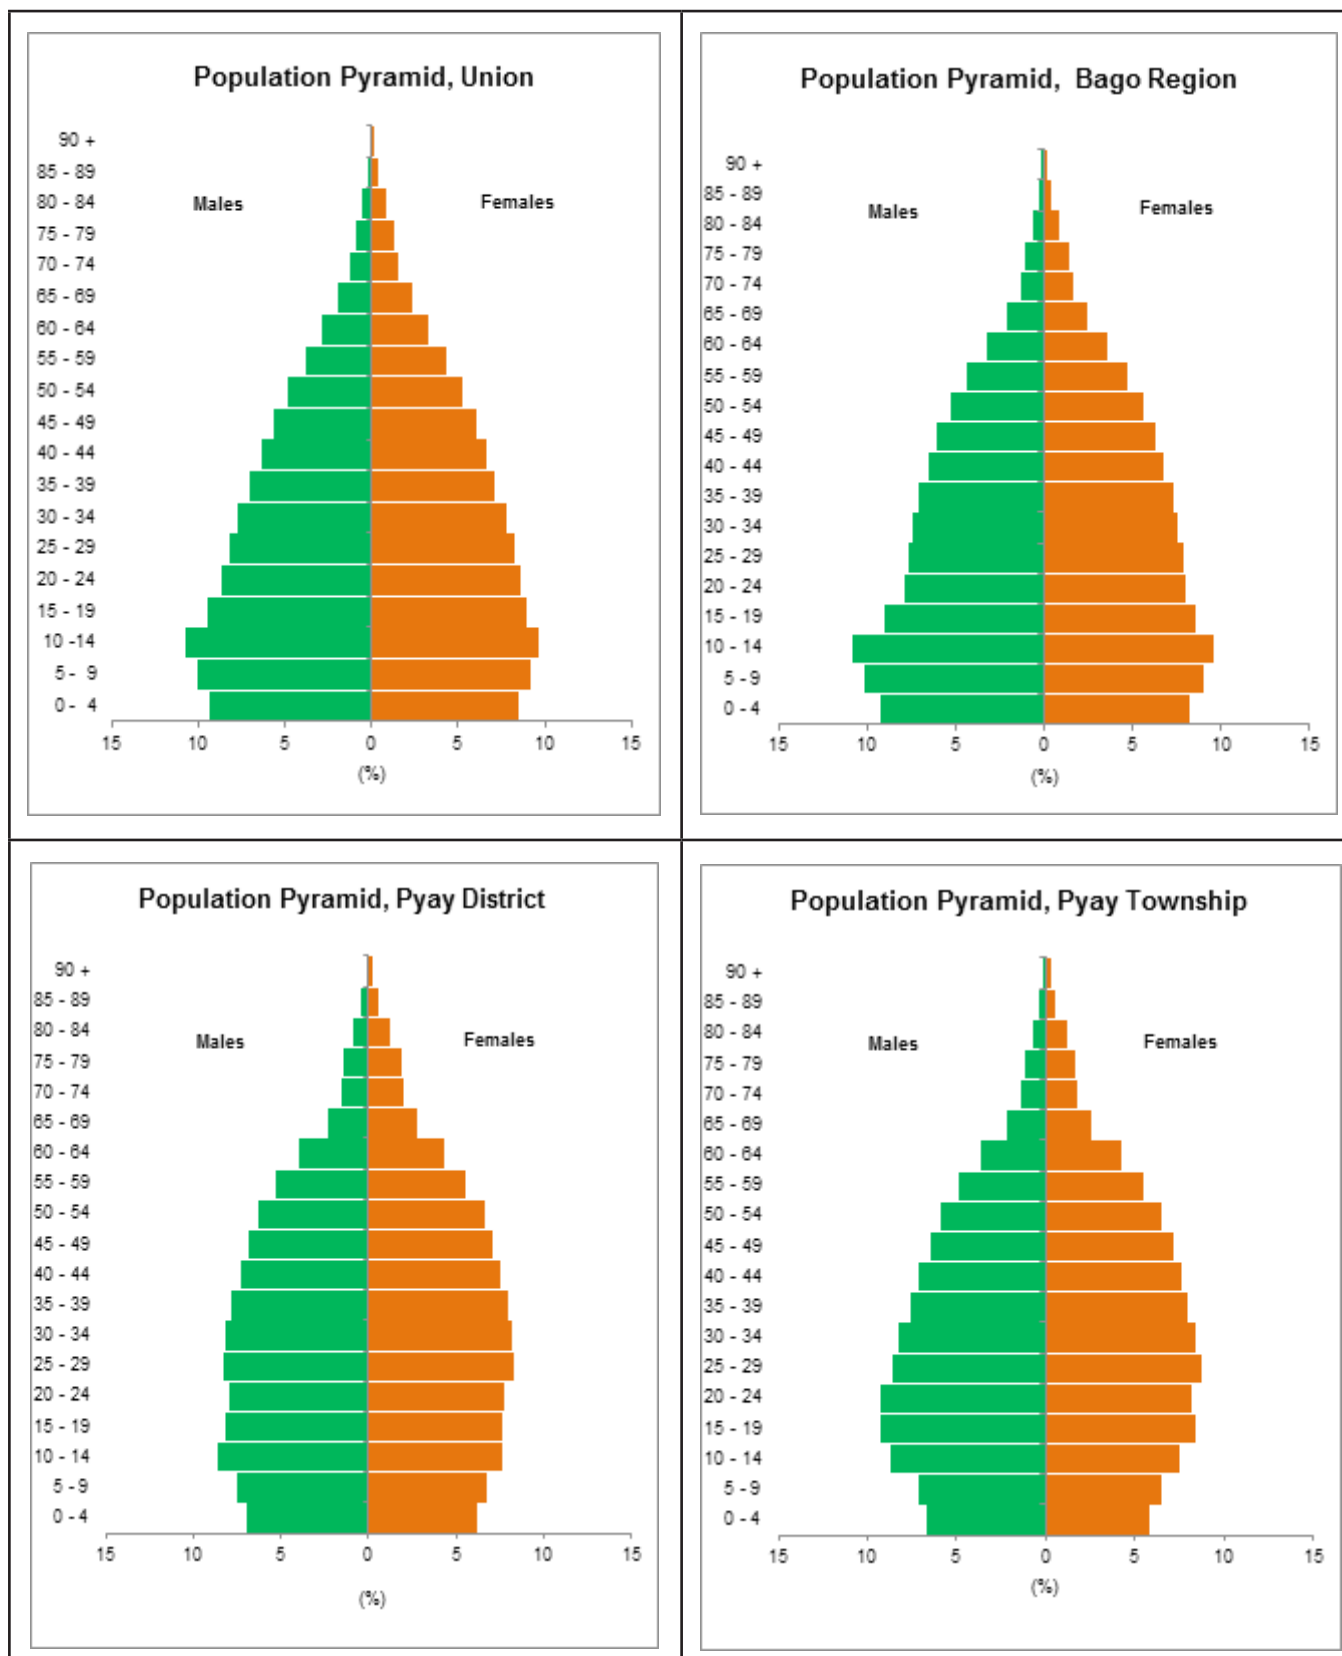 Population Pyramid, Union
90 +
85 - 89
80 - 84
75 - 79
70 - 74
65 - 69
60 - 64
55 - 59
50 - 54
45 - 49
40 - 44
35 - 39
30 - 34
25 - 29
20 - 24
15 - 19
10 -14
5 - 9
0 - 4
Males
Females
15 10 5 0 5 10 15
(%)
Population Pyramid, Bago Region
90 +
85 - 89
80 - 84
75 - 79
70 - 74
65 - 69
60 - 64
55 - 59
50 - 54
45 - 49
40 - 44
35 - 39
30 - 34
25 - 29
20 - 24
15 - 19
10 - 14
5 - 9
0 - 4
Males
Females
15 10 5 0 5 10 15
(%)
Population Pyramid, Pyay District
90 +
85 - 89
80 - 84
75 - 79
70 - 74
65 - 69
60 - 64
55 - 59
50 - 54
45 - 49
40 - 44
35 - 39
30 - 34
25 - 29
20 - 24
15 - 19
10 - 14
5 - 9
0 - 4
Males
Females
15 10 5 0 5 10 15
(%)
Population Pyramid, Pyay Township
90 +
85 - 89
80 - 84
75 - 79
70 - 74
65 - 69
60 - 64
55 - 59
50 - 54
45 - 49
40 - 44
35 - 39
30 - 34
25 - 29
20 - 24
15 - 19
10 - 14
5 - 9
0 - 4
Males
Females
15 10 5 0 5 10 15
(%)